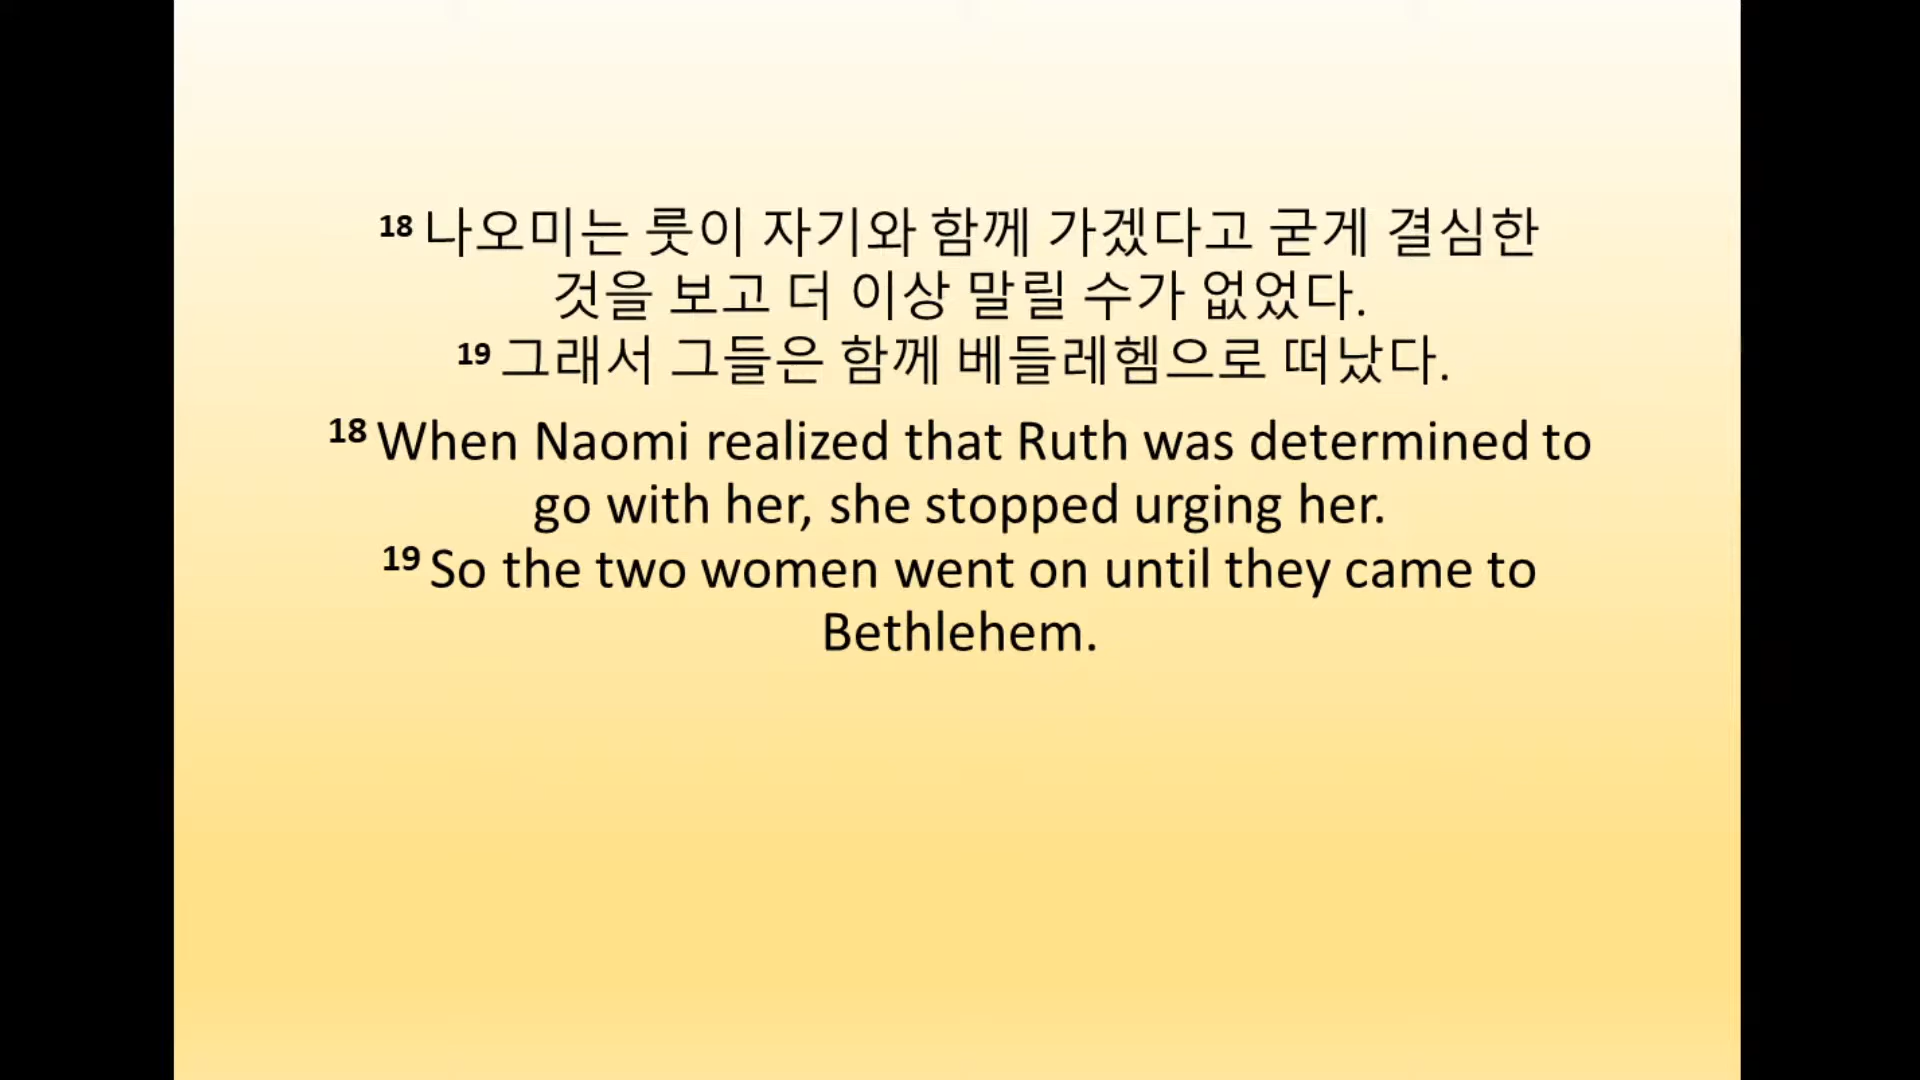 18 나오미는 룻이 자기와 함께 가겠다고 굳게 결심한
것을 보고 더 이상 말릴 수가 없었다.
19 그래서 그들은 함께 베들레헴으로 떠났다.
18 When Naomi realized that Ruth was determined to
go with her, she stopped urging her.
19 So the two women went on until they came to
Bethlehem.